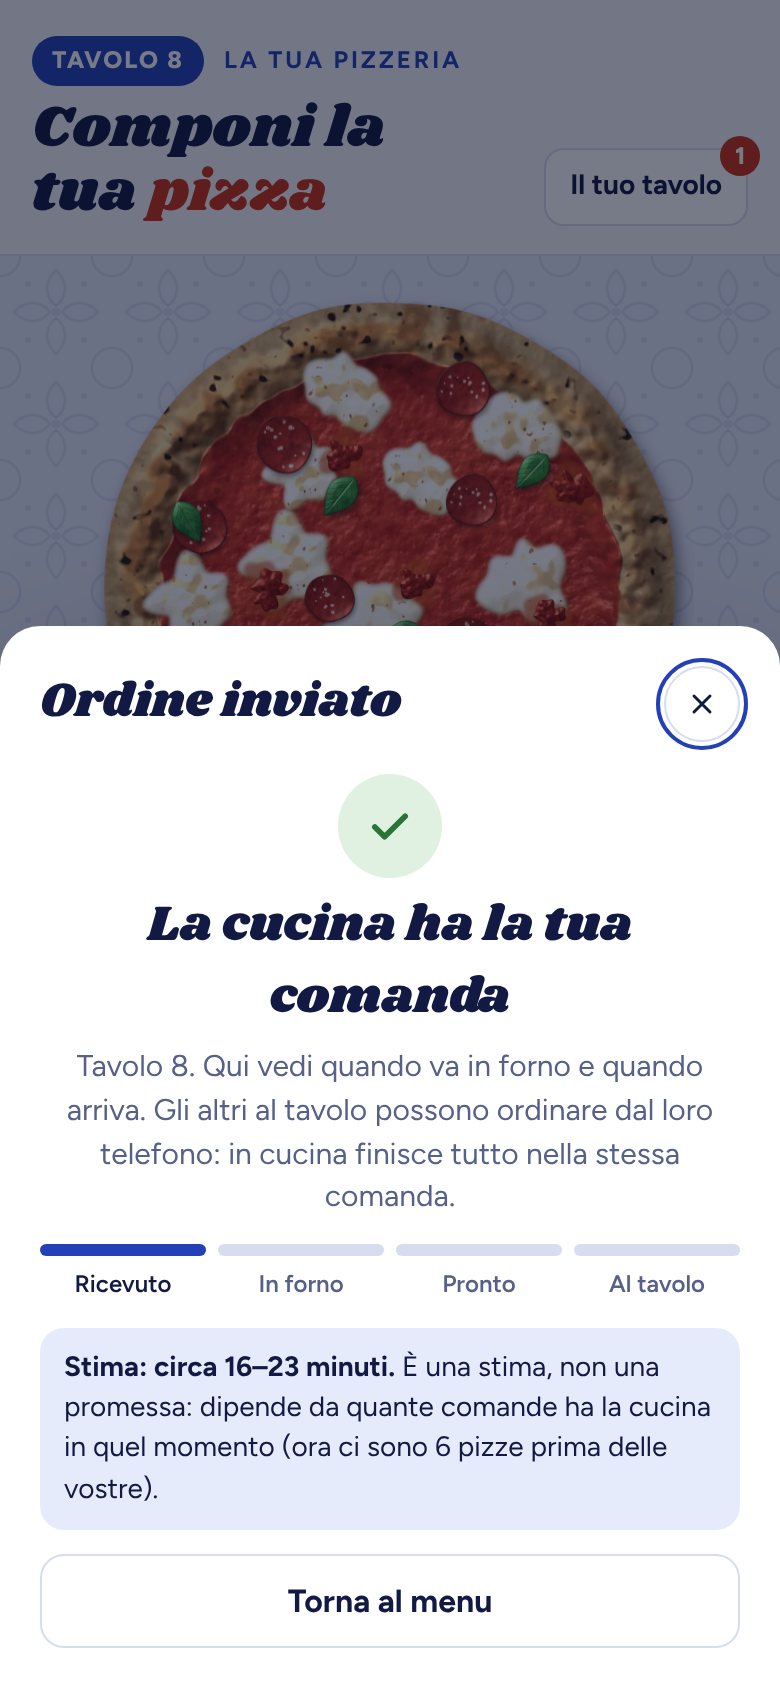 TAVOLO 8 LA TUA PIZZERIA
Componi la
tua pizza
Il tuo tavolo
1
Ordine inviato
La cucina ha la tua
comanda
Tavolo 8. Qui vedi quando va in forno e quando
arriva. Gli altri al tavolo possono ordinare dal loro
telefono: in cucina finisce tutto nella stessa
comanda.
Ricevuto In forno Pronto Al tavolo
Stima: circa 16–23 minuti. È una stima, non una
promessa: dipende da quante comande ha la cucina
in quel momento (ora ci sono 6 pizze prima delle
vostre).
Torna al menu